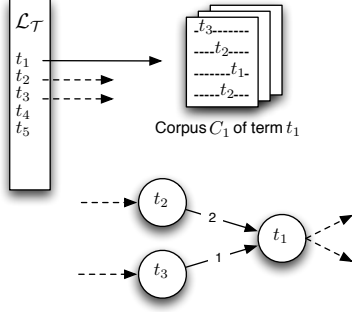 𝓛_𝒯
t₁
t₂
t₃
t₄
t₅
t₃
t₂
t₁
t₂
Corpus C₁ of term t₁
t₂
2
t₁
t₃
1